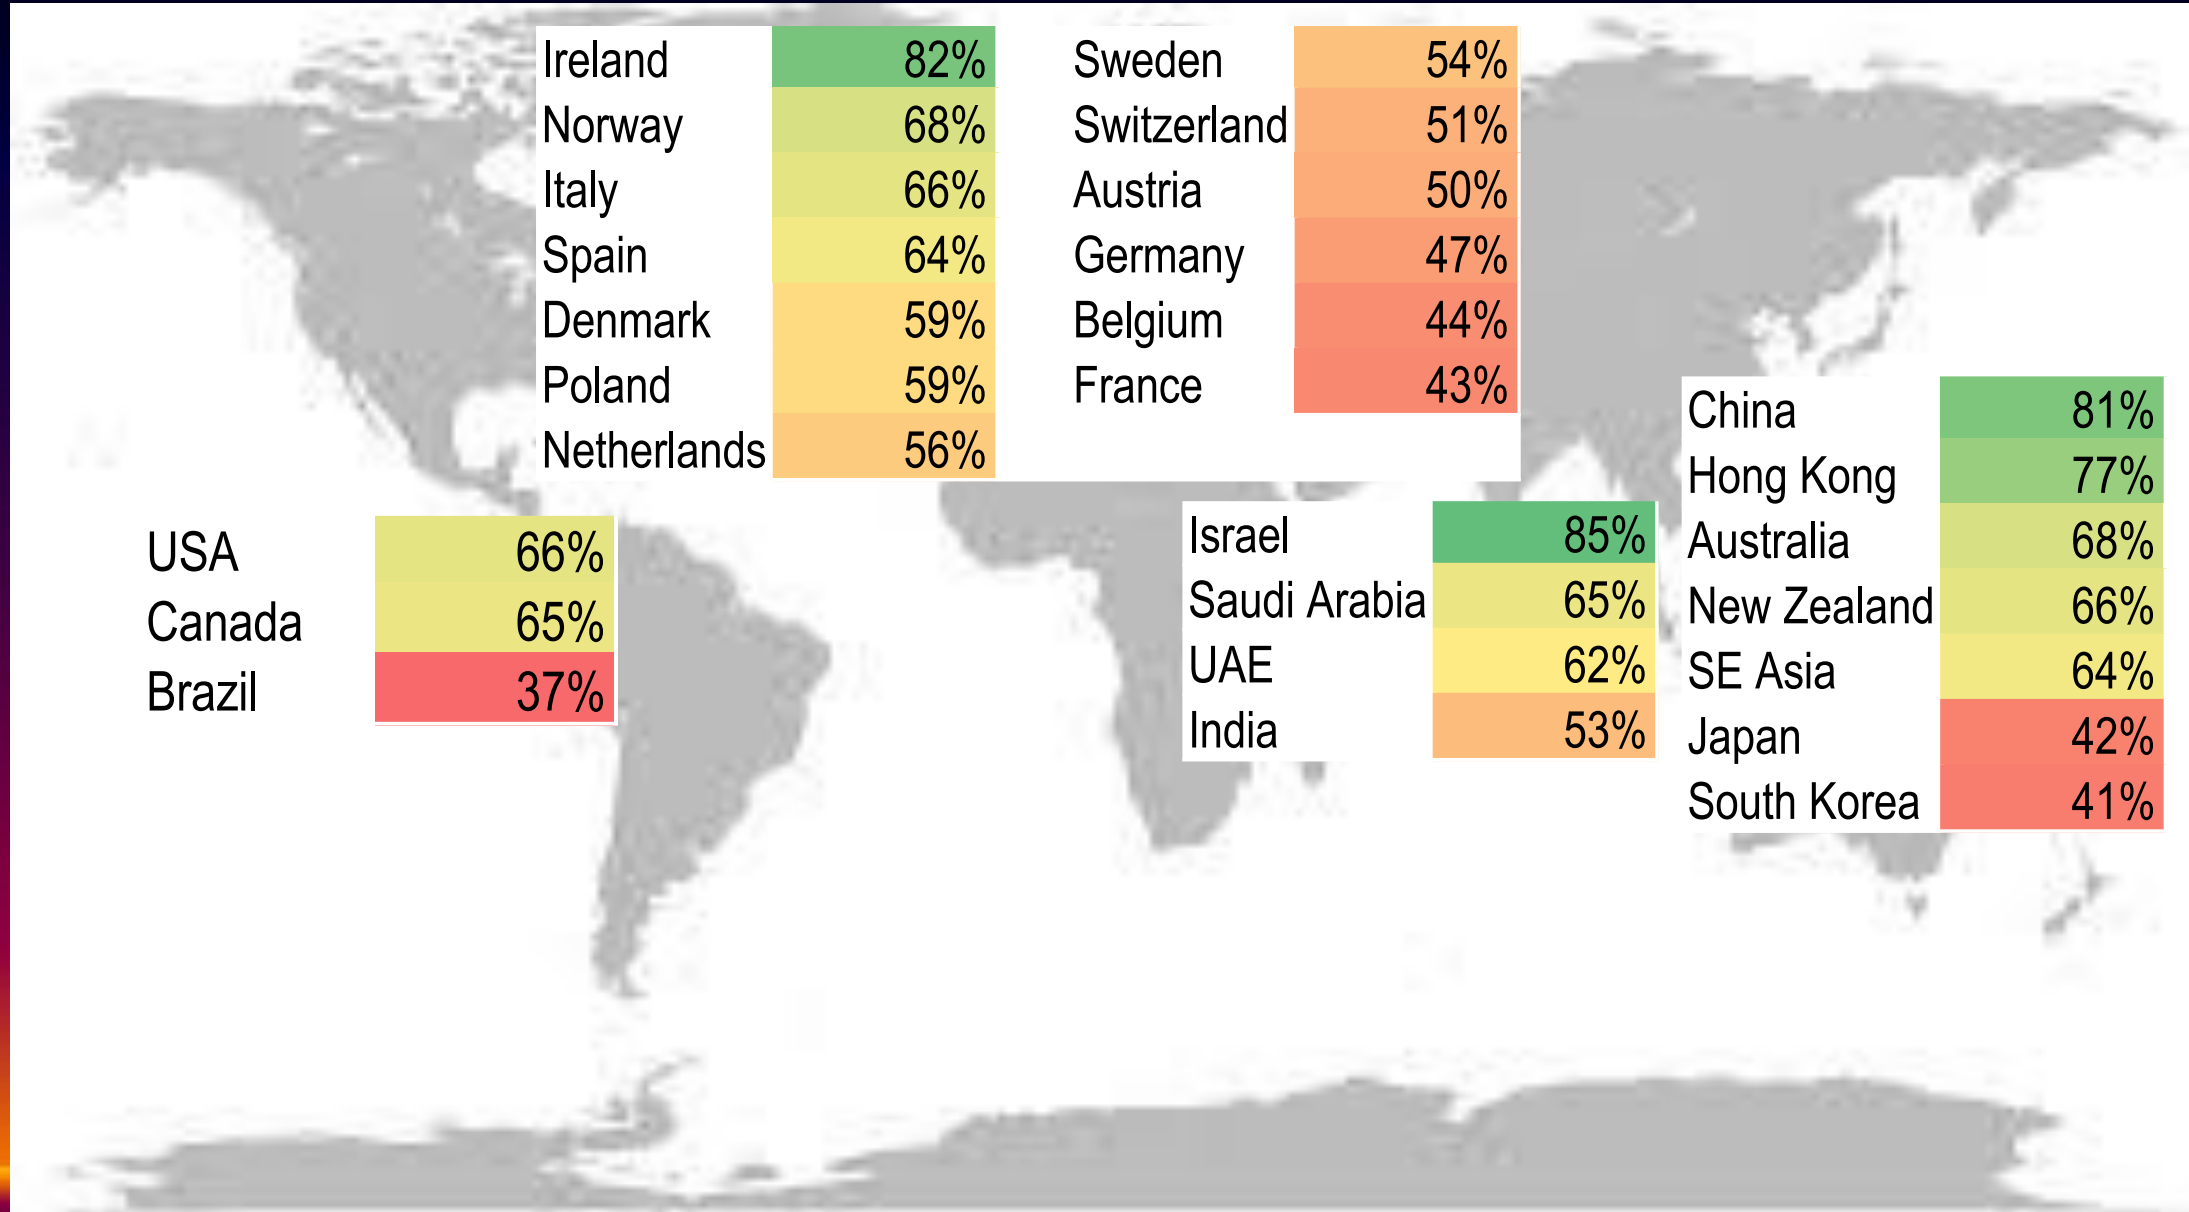 Ireland 82%
Norway 68%
Italy 66%
Spain 64%
Denmark 59%
Poland 59%
Netherlands 56%
Sweden 54%
Switzerland 51%
Austria 50%
Germany 47%
Belgium 44%
France 43%
USA 66%
Canada 65%
Brazil 37%
Israel 85%
Saudi Arabia 65%
UAE 62%
India 53%
China 81%
Hong Kong 77%
Australia 68%
New Zealand 66%
SE Asia 64%
Japan 42%
South Korea 41%